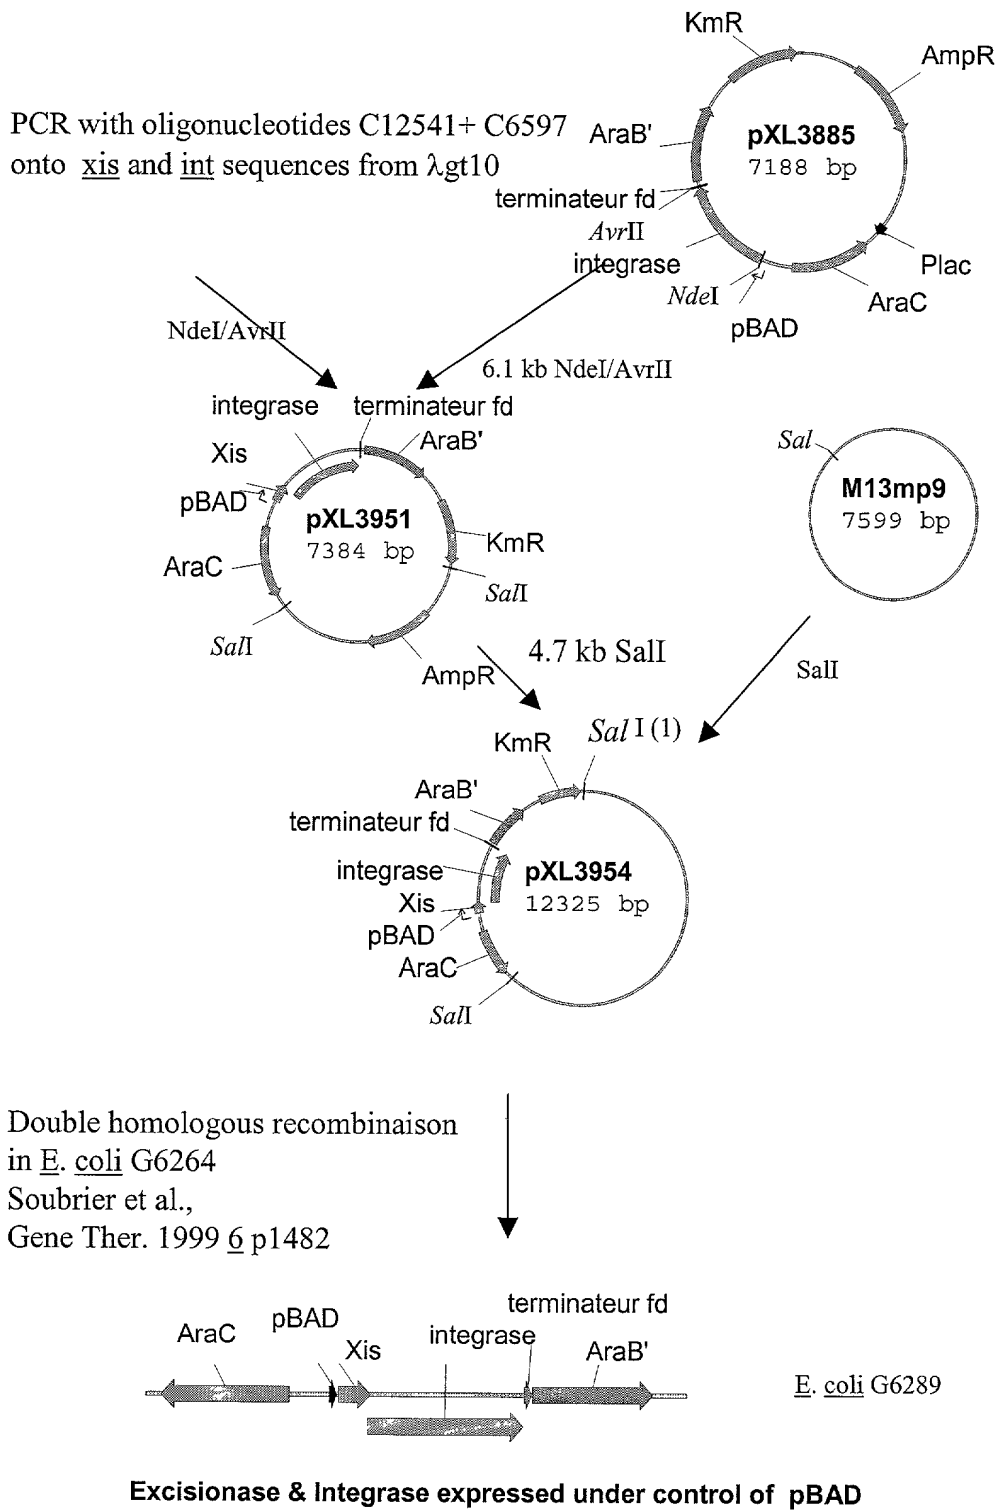 KmR
AmpR
PCR with oligonucleotides C12541+ C6597
onto xis and int sequences from λgt10
AraB'
pXL3885
7188 bp
terminateur fd
AvrII
integrase
NdeI
pBAD
AraC
Plac
NdeI/AvrII
6.1 kb NdeI/AvrII
integrase
terminateur fd
AraB'
Xis
pBAD
pXL3951
7384 bp
KmR
AraC
SalI
SalI
AmpR
Sal
M13mp9
7599 bp
4.7 kb SalI
SalI
KmR
Sal I (1)
AraB'
terminateur fd
integrase
pXL3954
12325 bp
Xis
pBAD
AraC
SalI
Double homologous recombinaison
in E. coli G6264
Soubrier et al.,
Gene Ther. 1999 6 p1482
terminateur fd
AraC
pBAD
integrase
Xis
AraB'
E. coli G6289
Excisionase & Integrase expressed under control of pBAD